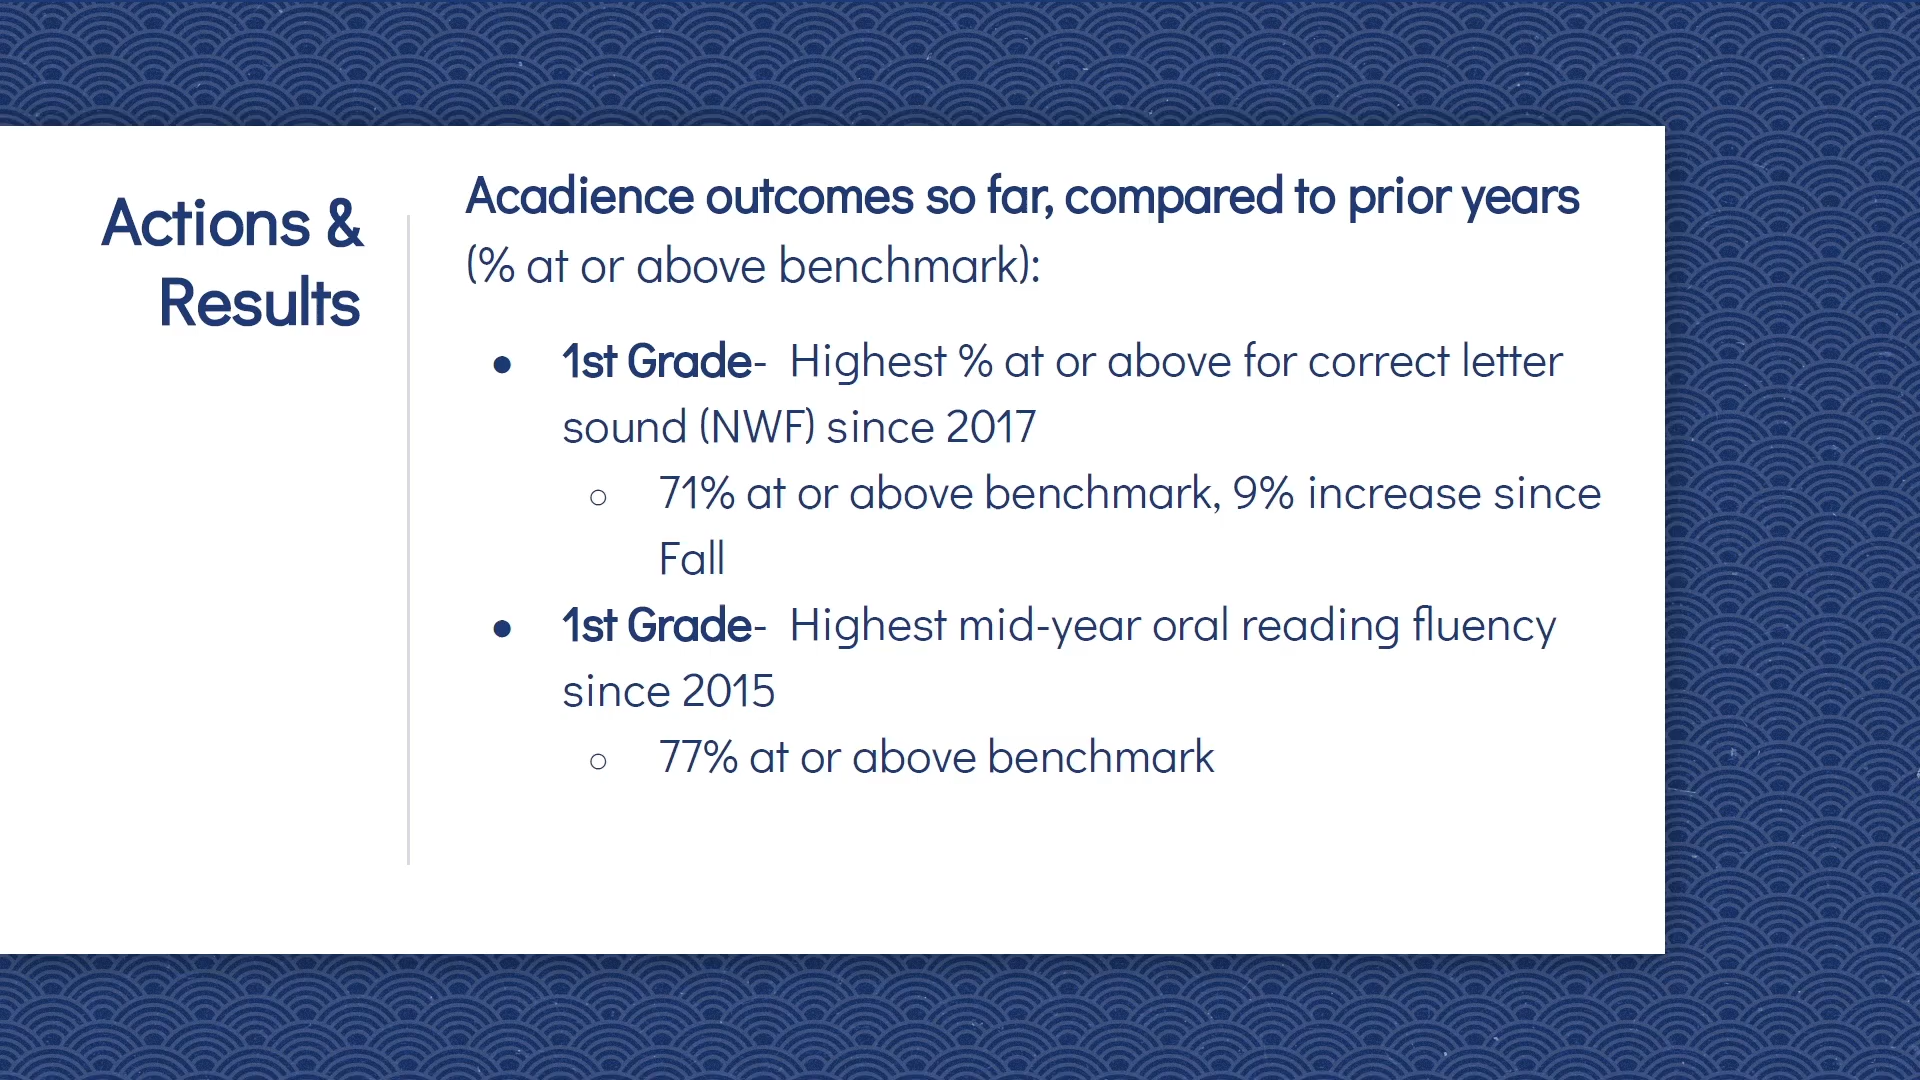 Actions &
Results
Acadience outcomes so far, compared to prior years
(% at or above benchmark):
● 1st Grade- Highest % at or above for correct letter
sound (NWF) since 2017
○ 71% at or above benchmark, 9% increase since
Fall
● 1st Grade- Highest mid-year oral reading fluency
since 2015
○ 77% at or above benchmark